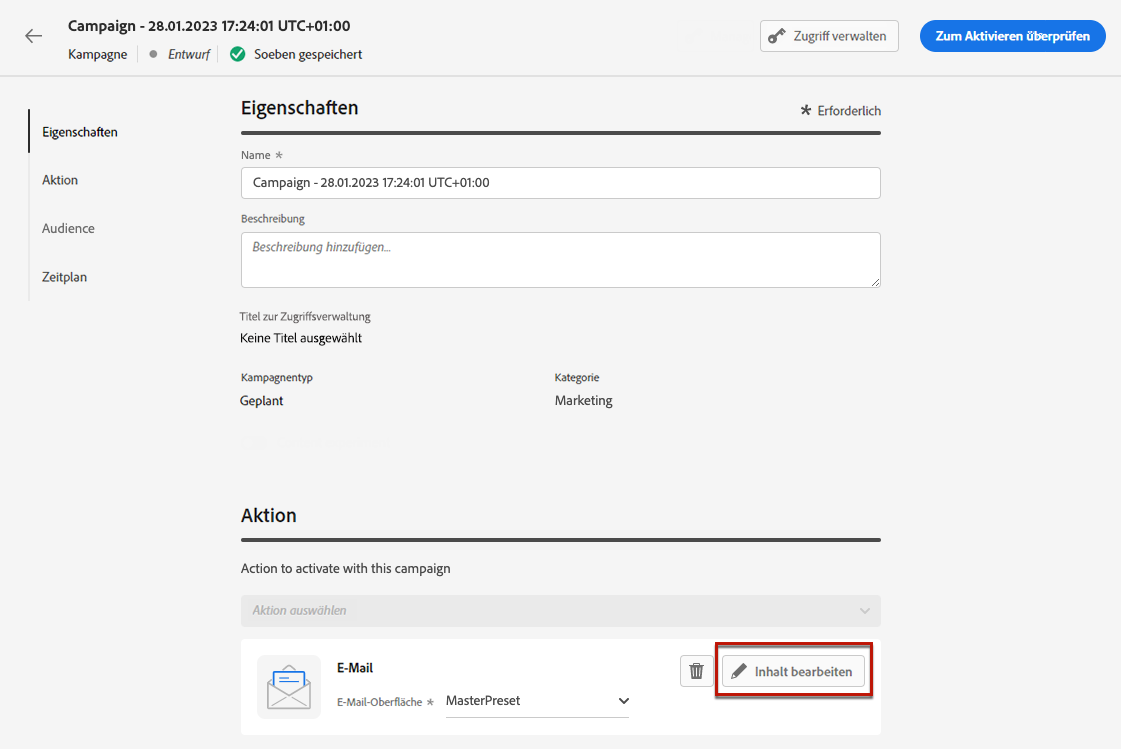 Campaign - 28.01.2023 17:24:01 UTC+01:00
Kampagne Entwurf Soeben gespeichert
Zugriff verwalten
Zum Aktivieren überprüfen
Eigenschaften
Aktion
Audience
Zeitplan
Eigenschaften * Erforderlich
Name *
Campaign - 28.01.2023 17:24:01 UTC+01:00
Beschreibung
Beschreibung hinzufügen...
Titel zur Zugriffsverwaltung
Keine Titel ausgewählt
Kampagnentyp Kategorie
Geplant Marketing
Aktion
Action to activate with this campaign
Aktion auswählen
E-Mail
E-Mail-Oberfläche * MasterPreset
Inhalt bearbeiten